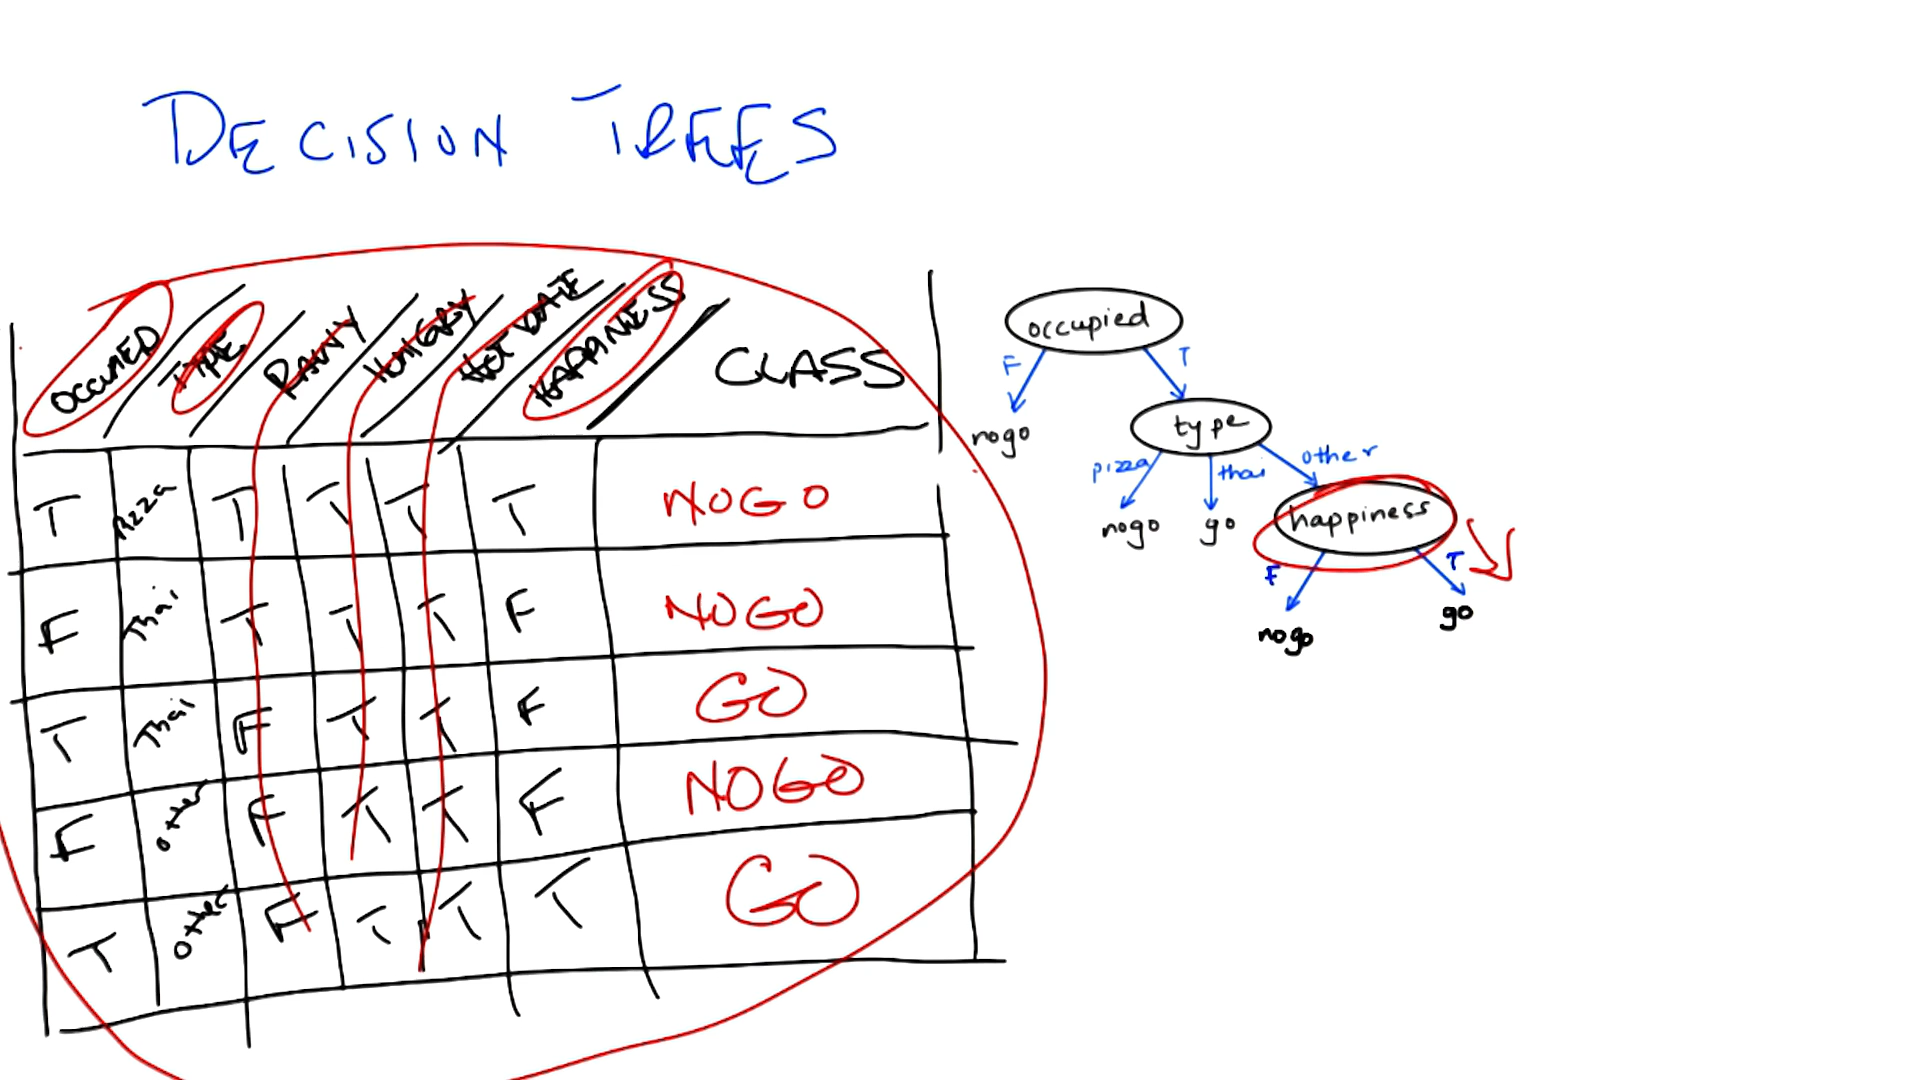 DECISION TREES
OCCUPIED TYPE RAINY HUNGRY HOT DATE HAPPINESS CLASS
T Pizza T T T T NOGO
F Thai T T T F NOGO
T Thai F T T F GO
F other F T T F NOGO
T other F T T T GO
occupied
F T
nogo type
pizza thai other
nogo go happiness
F T
nogo go